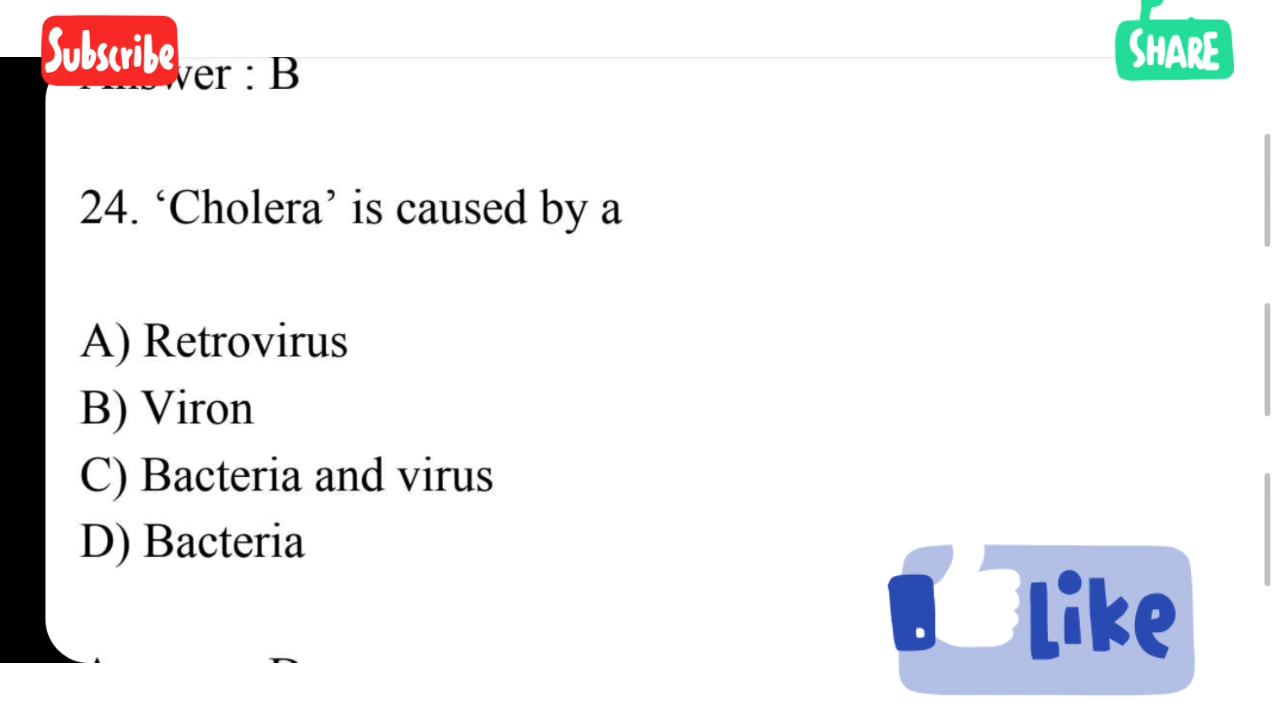 Subscribe
SHARE
wer : B
24. ‘Cholera’ is caused by a
A) Retrovirus
B) Viron
C) Bacteria and virus
D) Bacteria
Like